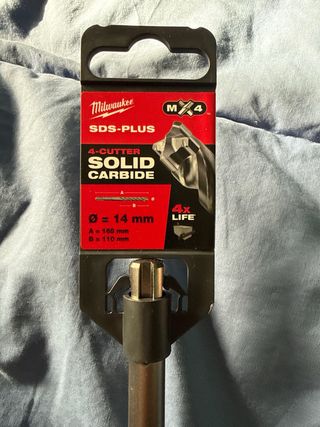 Milwaukee
MX4
SDS-PLUS
4-CUTTER
SOLID
CARBIDE
A
B
Ø
4x
LIFE
Ø = 14 mm
A = 160 mm
B = 110 mm